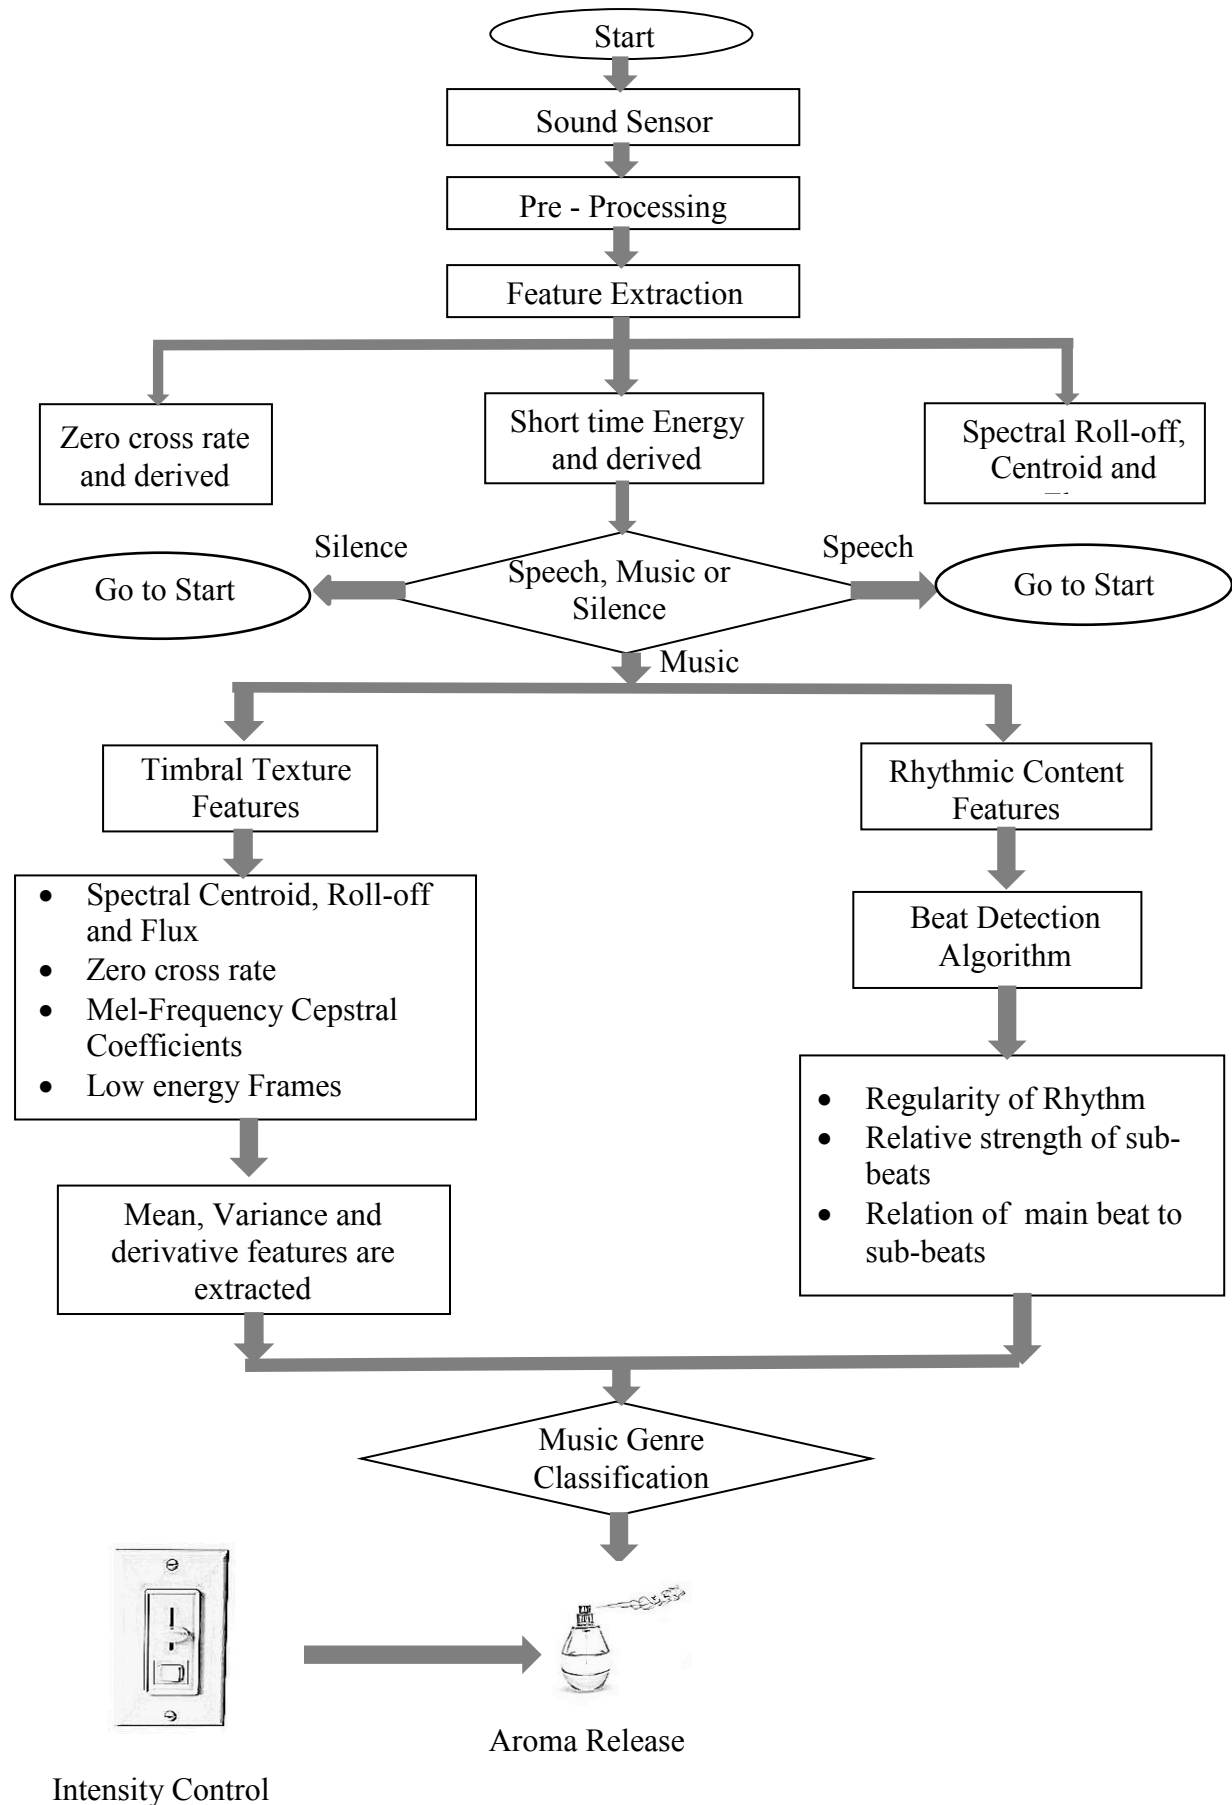 Start
Sound Sensor
Pre - Processing
Feature Extraction
Zero cross rate
and derived
Short time Energy
and derived
Spectral Roll-off,
Centroid and
Silence
Speech
Go to Start
Speech, Music or
Silence
Go to Start
Music
Timbral Texture
Features
Rhythmic Content
Features
• Spectral Centroid, Roll-off
and Flux
• Zero cross rate
• Mel-Frequency Cepstral
Coefficients
• Low energy Frames
Beat Detection
Algorithm
• Regularity of Rhythm
• Relative strength of sub-
beats
• Relation of main beat to
sub-beats
Mean, Variance and
derivative features are
extracted
Music Genre
Classification
Aroma Release
Intensity Control